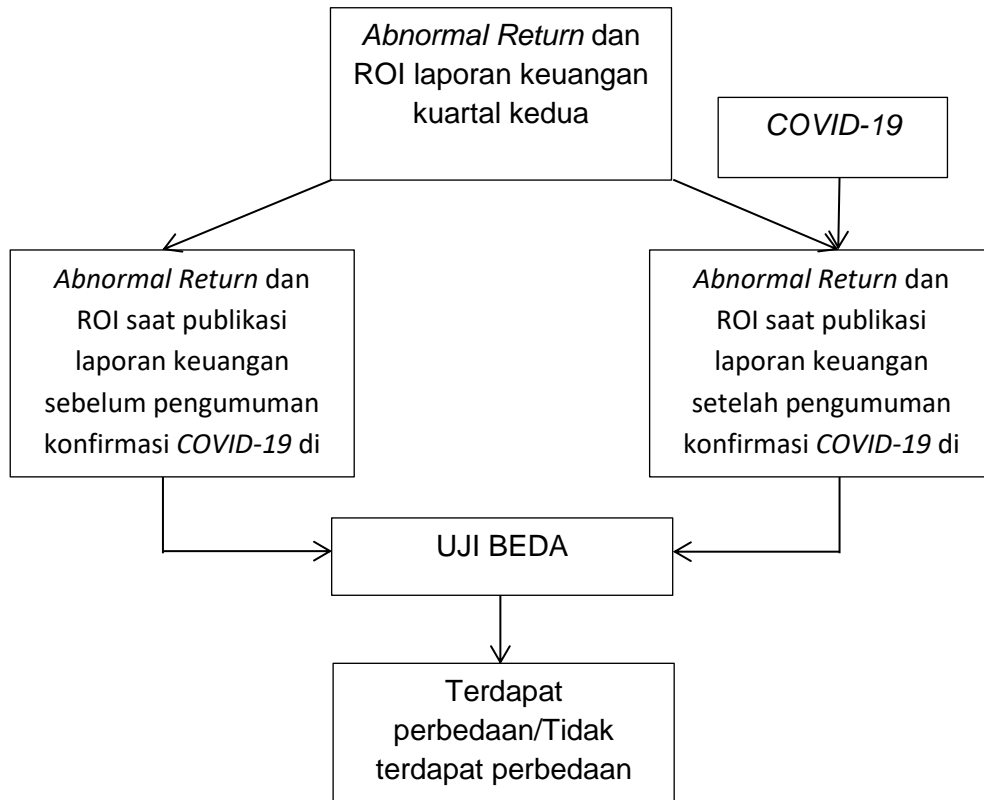 Abnormal Return dan
ROI laporan keuangan
kuartal kedua
COVID-19
Abnormal Return dan
ROI saat publikasi
laporan keuangan
sebelum pengumuman
konfirmasi COVID-19 di
Abnormal Return dan
ROI saat publikasi
laporan keuangan
setelah pengumuman
konfirmasi COVID-19 di
UJI BEDA
Terdapat
perbedaan/Tidak
terdapat perbedaan